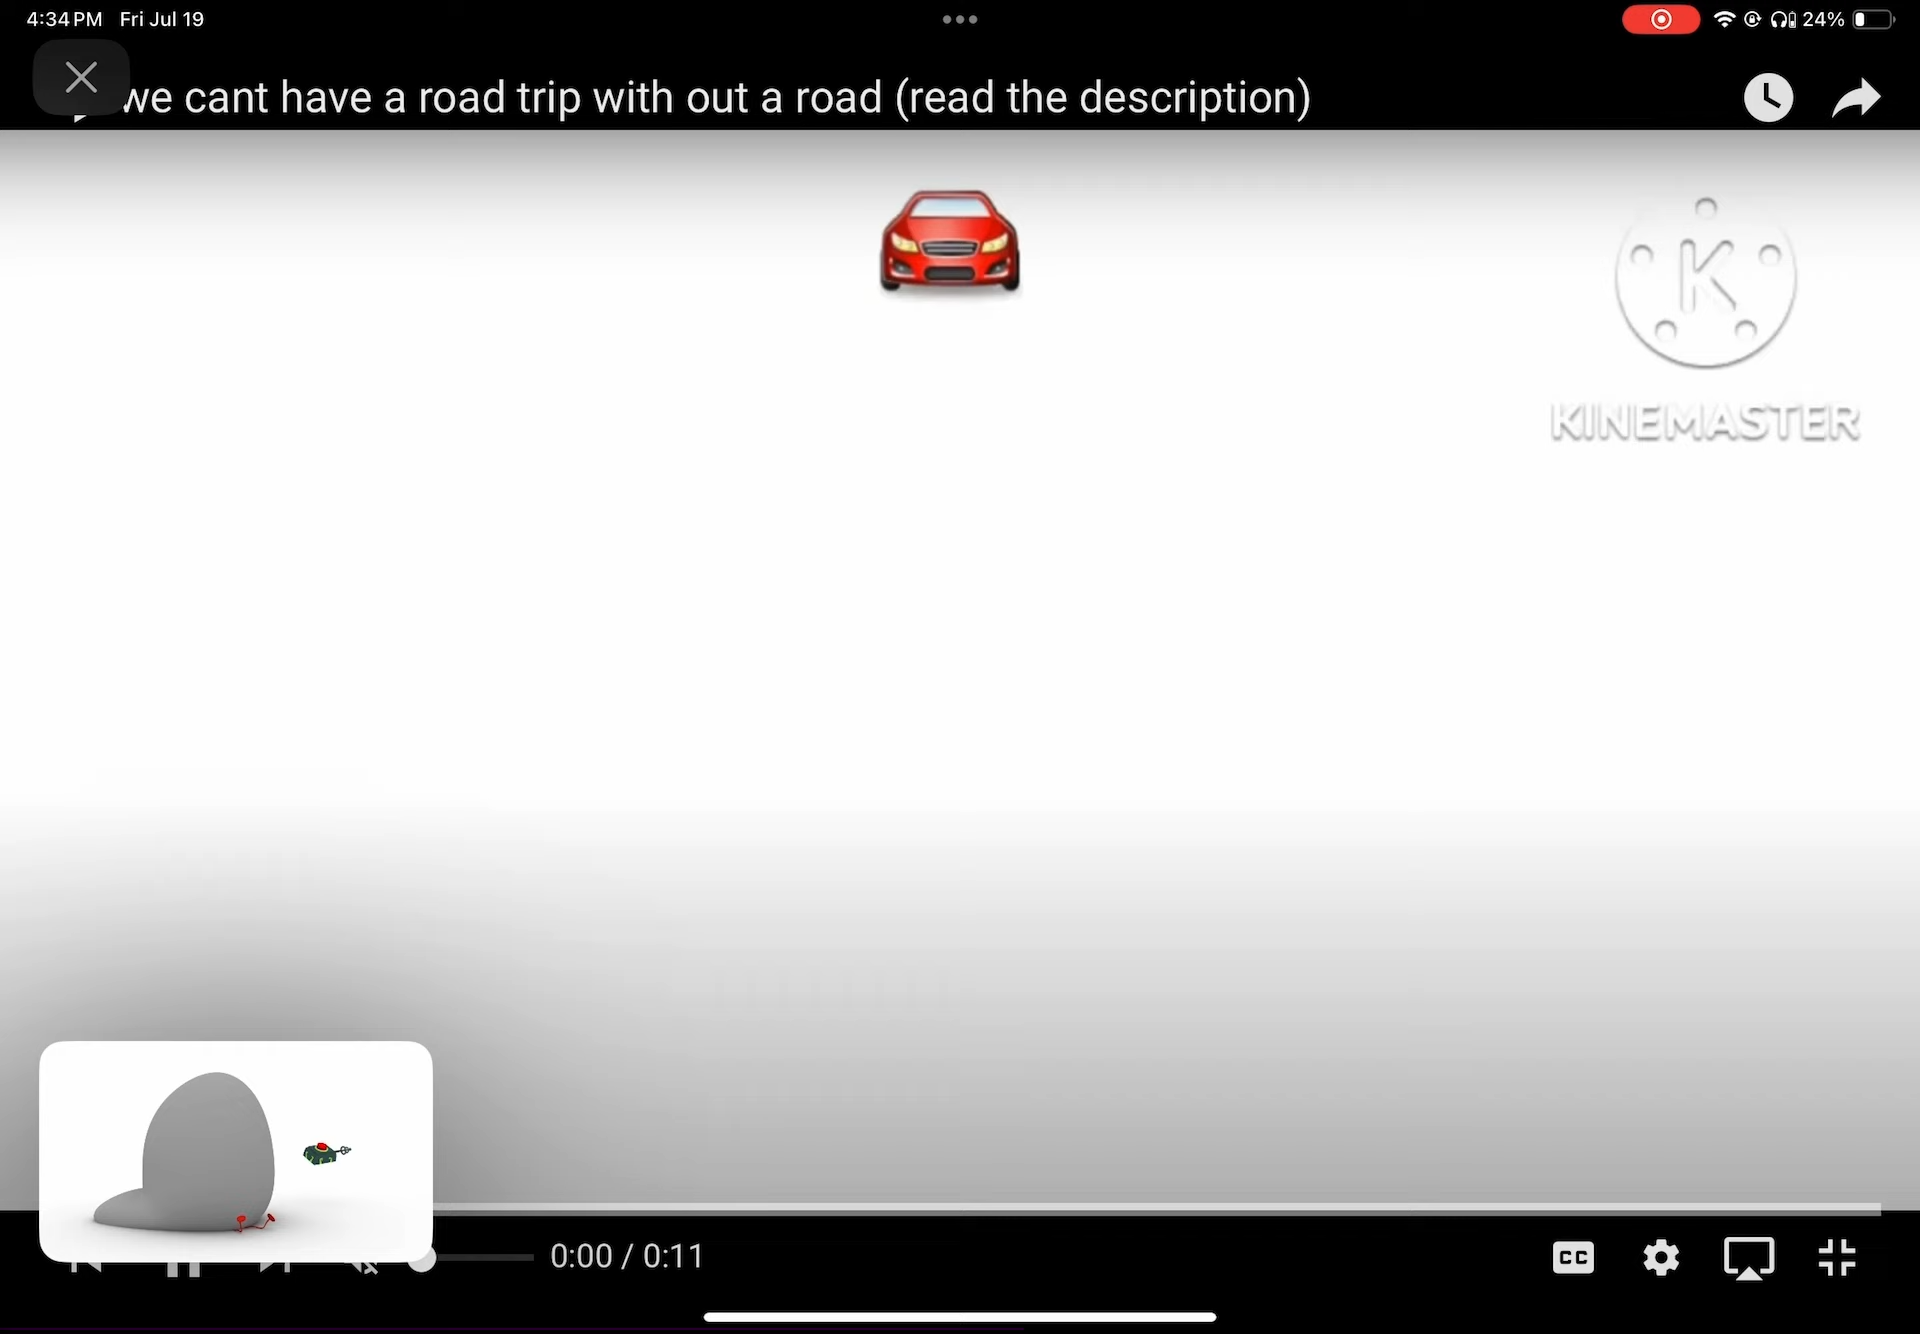 4:34 PM Fri Jul 19
24%
we cant have a road trip with out a road (read the description)
K
KINEMASTER
0:00 / 0:11
CC